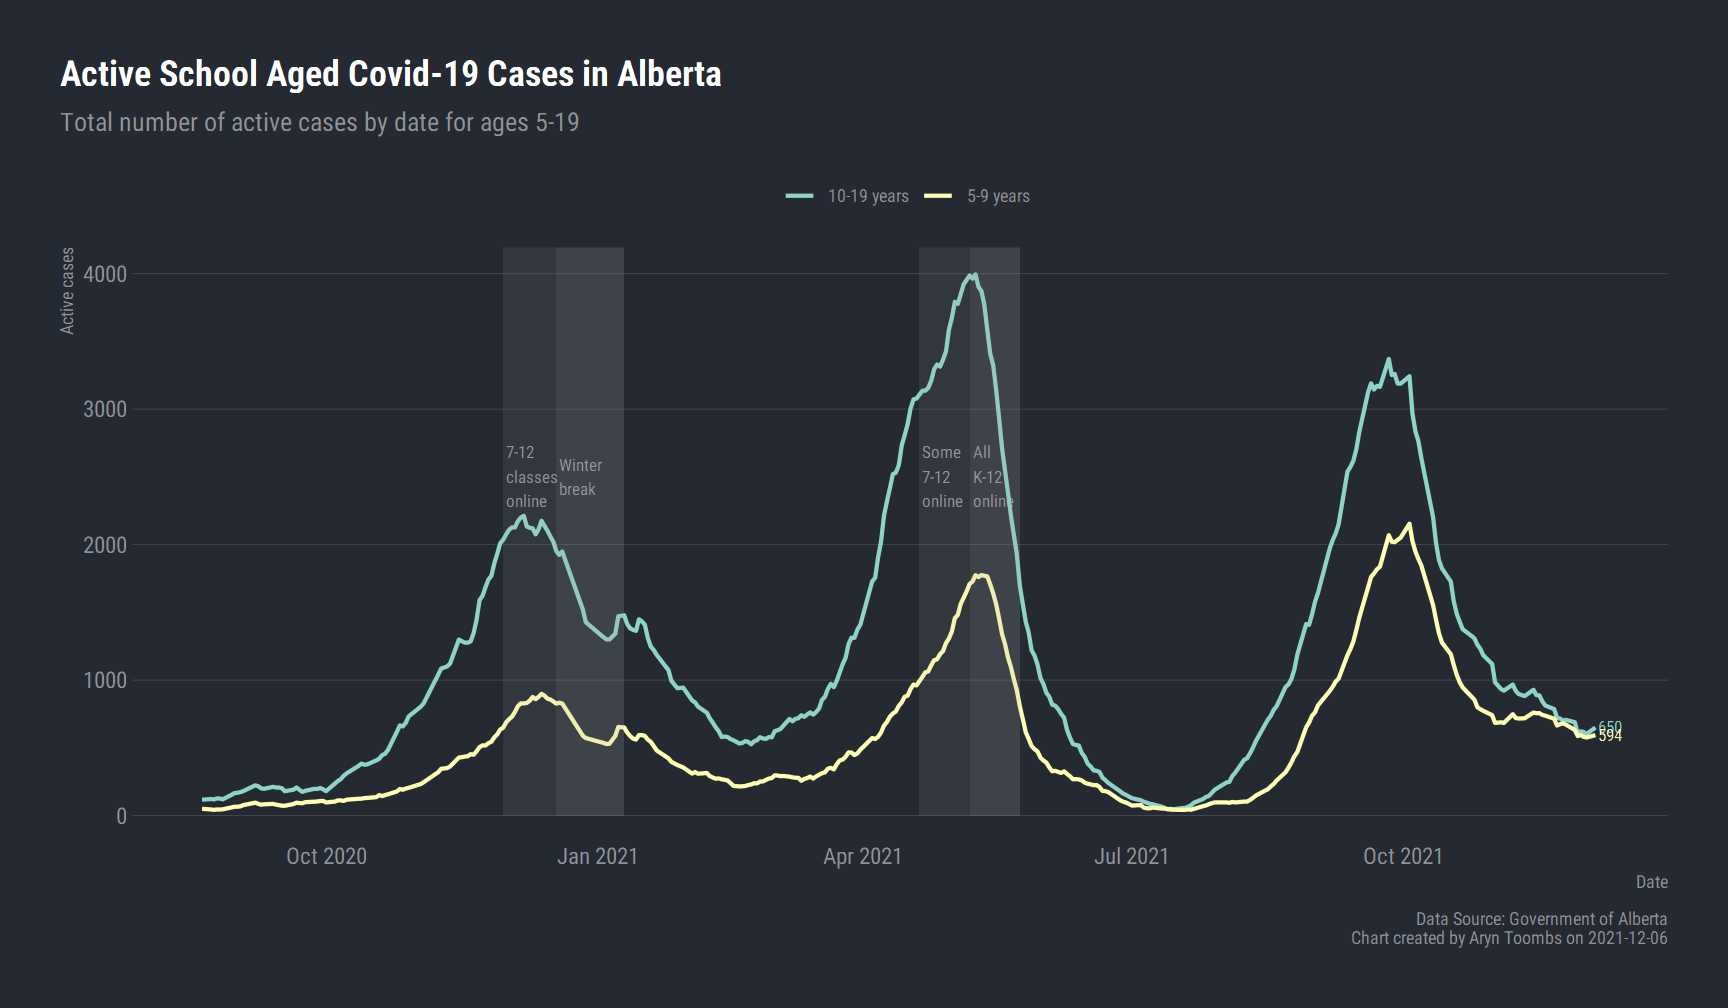 Active School Aged Covid-19 Cases in Alberta
Total number of active cases by date for ages 5-19
10-19 years
5-9 years
Active cases
4000
3000
2000
1000
0
7-12
classes
online
Winter
break
Some
7-12
online
All
K-12
online
650
594
Oct 2020
Jan 2021
Apr 2021
Jul 2021
Oct 2021
Date
Data Source: Government of Alberta
Chart created by Aryn Toombs on 2021-12-06